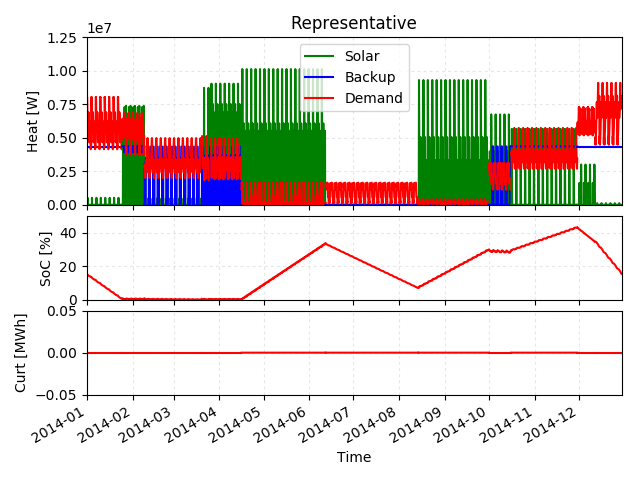 Representative
1e7
1.25
1.00
0.75
0.50
0.25
0.00
Heat [W]
Solar
Backup
Demand
40
20
0
SoC [%]
0.05
0.00
−0.05
Curt [MWh]
2014-01
2014-02
2014-03
2014-04
2014-05
2014-06
2014-07
2014-08
2014-09
2014-10
2014-11
2014-12
Time